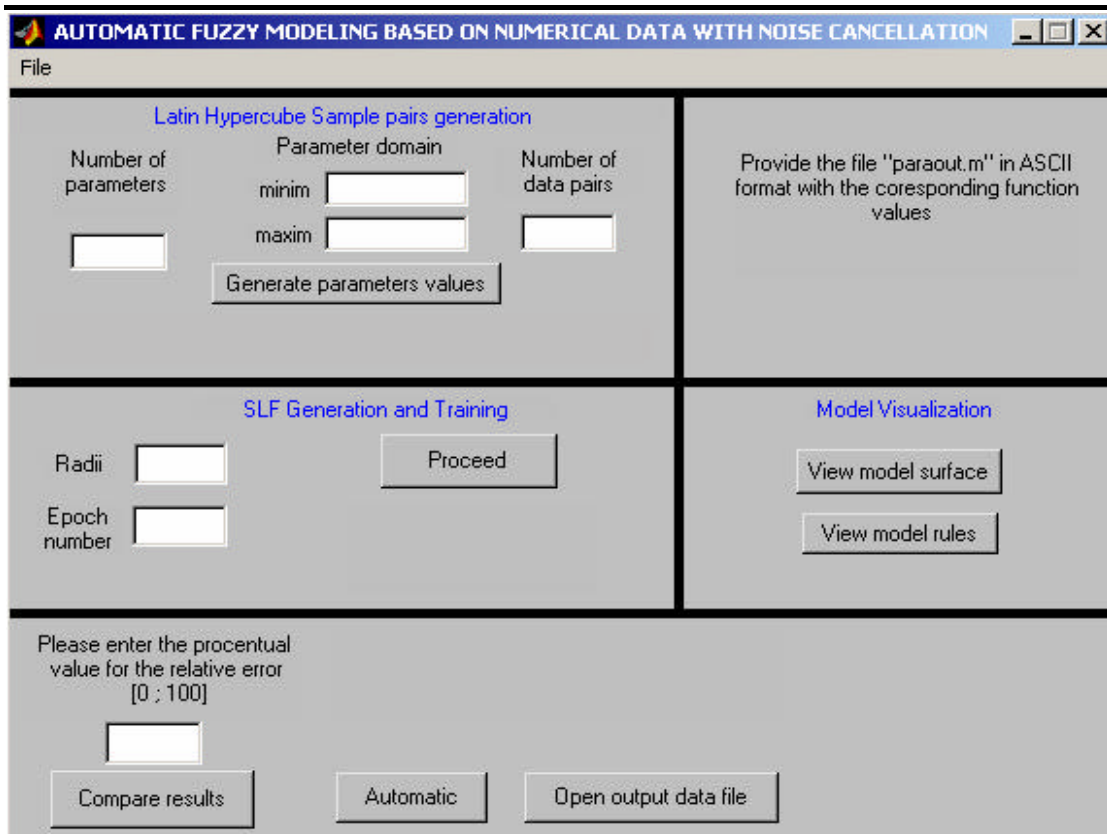 AUTOMATIC FUZZY MODELING BASED ON NUMERICAL DATA WITH NOISE CANCELLATION
File
Latin Hypercube Sample pairs generation
Number of
parameters
Parameter domain
minim
maxim
Number of
data pairs
Generate parameters values
Provide the file "paraout.m" in ASCII
format with the coresponding function
values
SLF Generation and Training
Radii
Epoch
number
Proceed
Model Visualization
View model surface
View model rules
Please enter the procentual
value for the relative error
[0 ; 100]
Compare results
Automatic
Open output data file